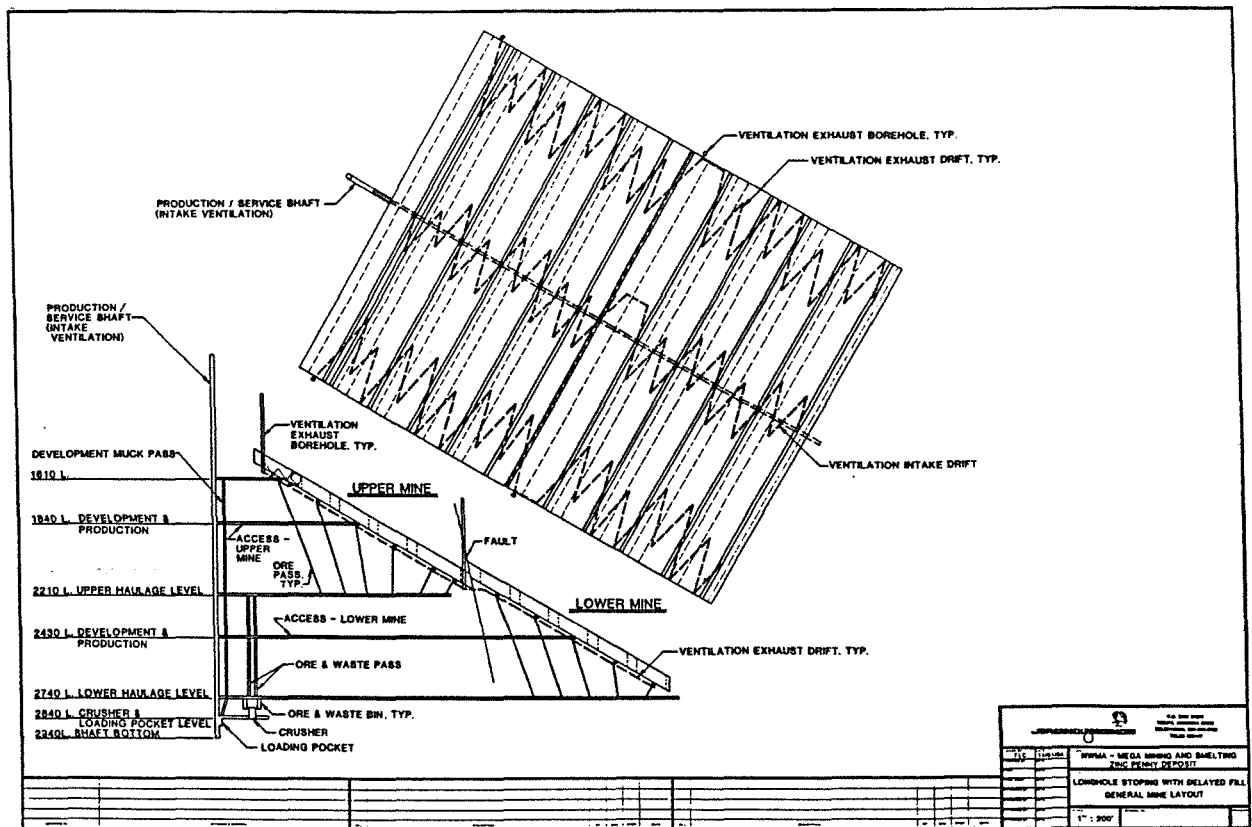 VENTILATION EXHAUST BOREHOLE, TYP.
VENTILATION EXHAUST DRIFT, TYP.
PRODUCTION / SERVICE SHAFT
(INTAKE VENTILATION)
PRODUCTION /
SERVICE SHAFT
(INTAKE
VENTILATION)
VENTILATION
EXHAUST
BOREHOLE, TYP.
VENTILATION INTAKE DRIFT
DEVELOPMENT MUCK PASS
1610 L.
UPPER MINE
1840 L. DEVELOPMENT &
PRODUCTION
ACCESS -
UPPER
MINE
FAULT
ORE
PASS,
TYP.
2210 L. UPPER HAULAGE LEVEL
LOWER MINE
ACCESS - LOWER MINE
2430 L. DEVELOPMENT &
PRODUCTION
VENTILATION EXHAUST DRIFT, TYP.
ORE & WASTE PASS
2740 L. LOWER HAULAGE LEVEL
2840 L. CRUSHER &
LOADING POCKET LEVEL
ORE & WASTE BIN, TYP.
2940L. SHAFT BOTTOM
CRUSHER
LOADING POCKET
NWMA - MEGA MINING AND SMELTING
ZINC PENNY DEPOSIT
LONGHOLE STOPING WITH DELAYED FILL
GENERAL MINE LAYOUT
1" : 200'